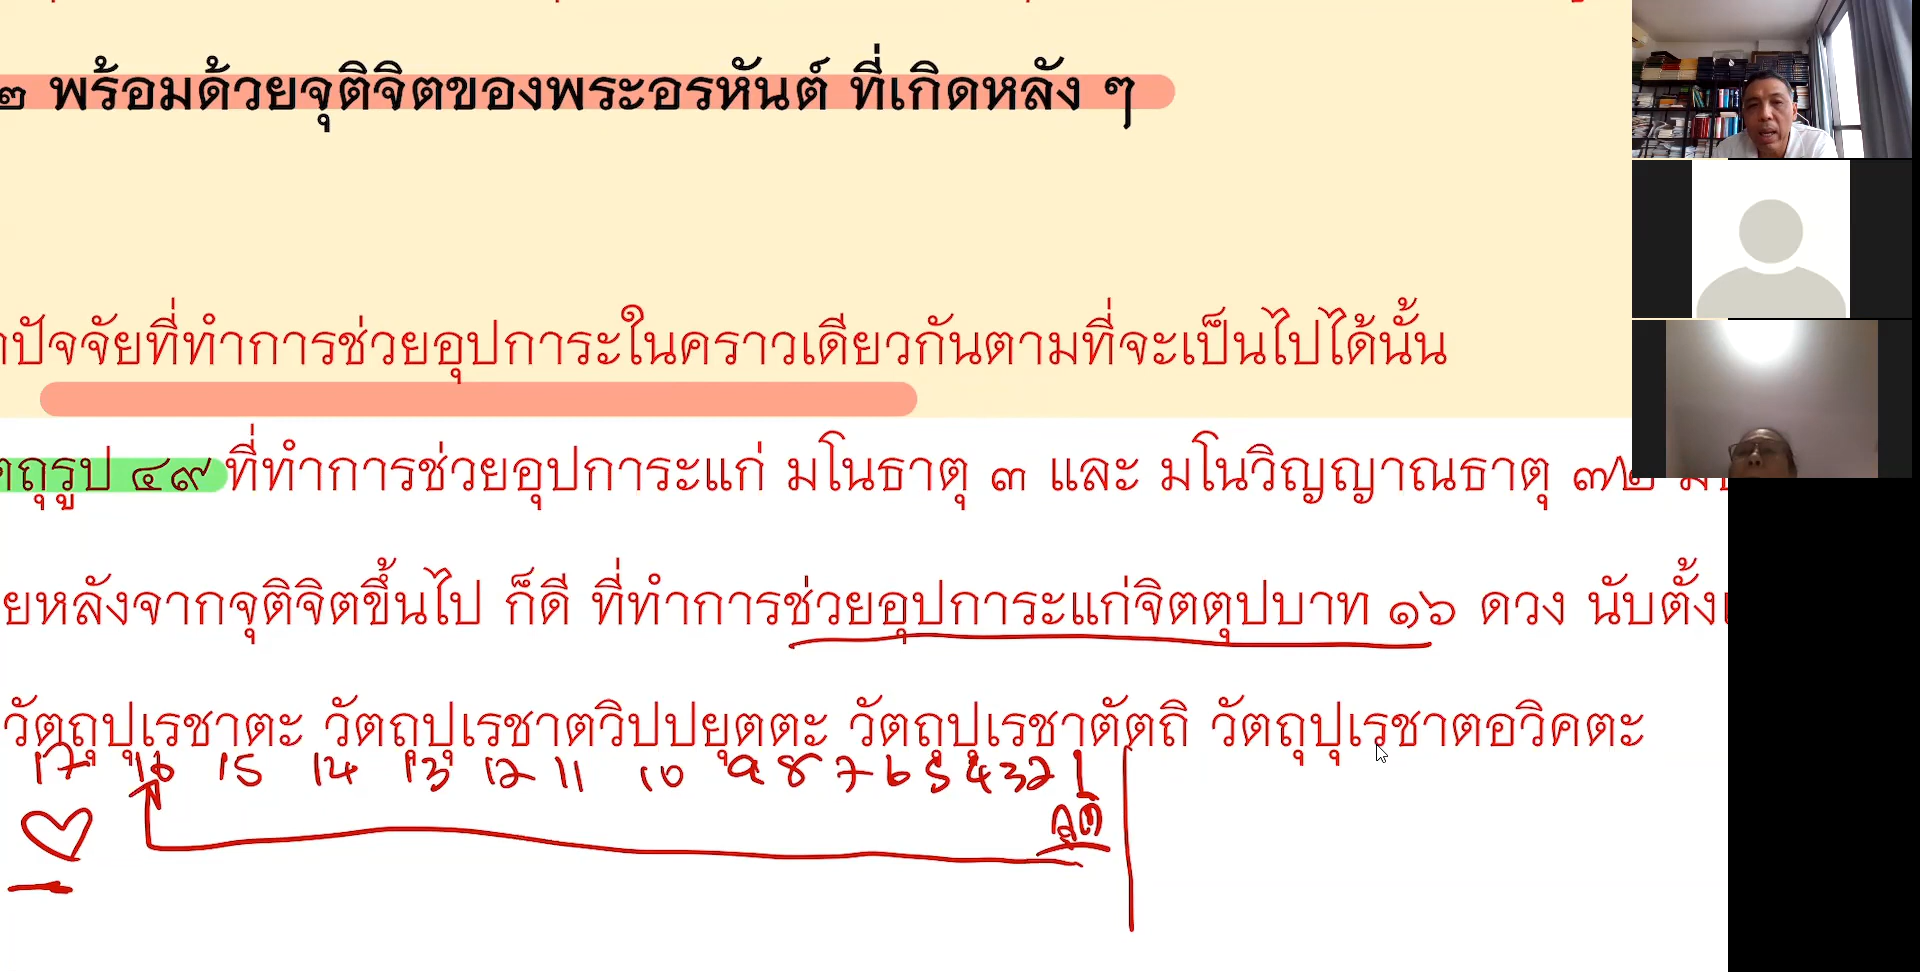 ๒ พร้อมด้วยจุติจิตของพระอรหันต์ ที่เกิดหลัง ๆ
าปัจจัยที่ทำการช่วยอุปการะในคราวเดียวกันตามที่จะเป็นไปได้นั้น
ตถุรูป ๔๙ ที่ทำการช่วยอุปการะแก่ มโนธาตุ ๓ และ มโนวิญญาณธาตุ ๗๒
ยหลังจากจุติจิตขึ้นไป ก็ดี ที่ทำการช่วยอุปการะแก่จิตตุปบาท ๑๖ ดวง นับตั้งแ
วัตถุปุเรชาตะ วัตถุปุเรชาตวิปปยุตตะ วัตถุปุเรชาตัตถิ วัตถุปุเรชาตอวิคตะ
17 16 15 14 13 12 11 10 9 8 7 6 5 4 3 2 1
จุติ